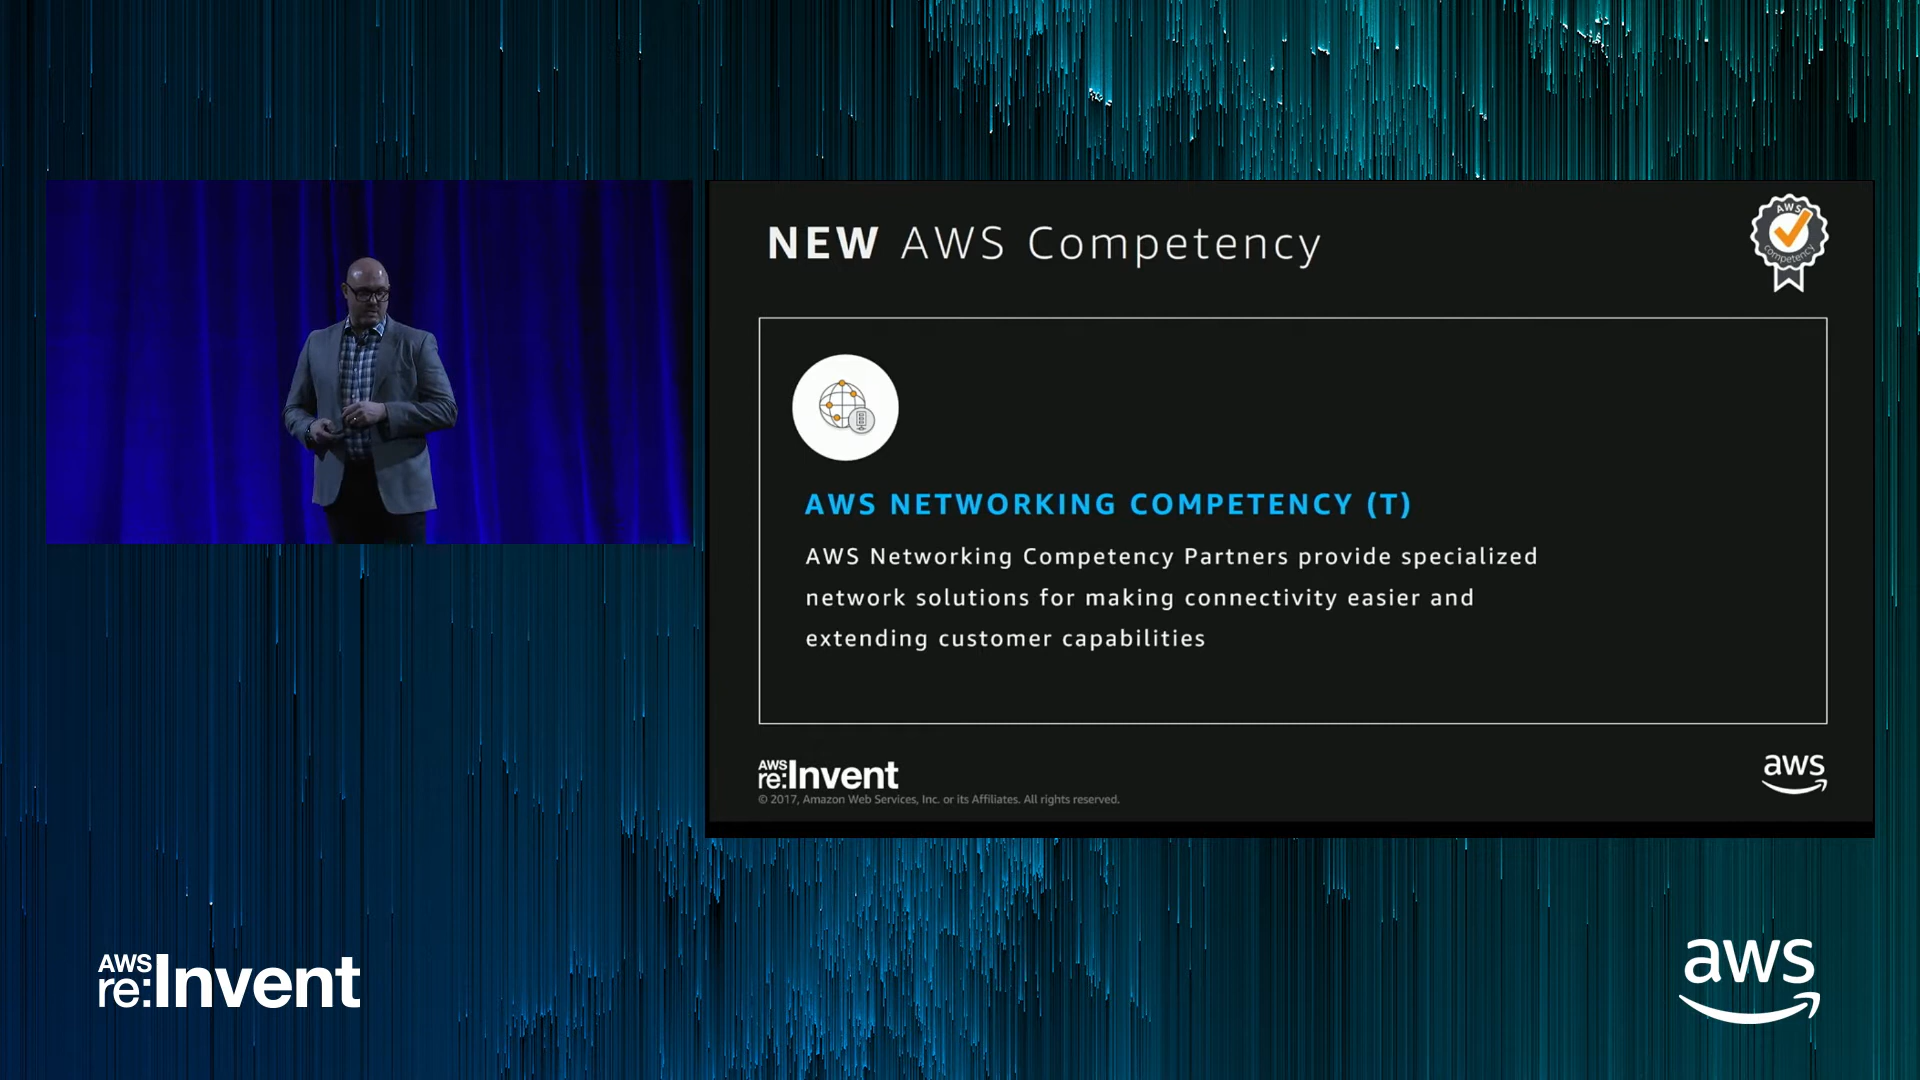 NEW AWS Competency
AWS
competency
AWS NETWORKING COMPETENCY (T)
AWS Networking Competency Partners provide specialized
network solutions for making connectivity easier and
extending customer capabilities
AWS
re:Invent
© 2017, Amazon Web Services, Inc. or its Affiliates. All rights reserved.
aws
AWS
re:Invent
aws